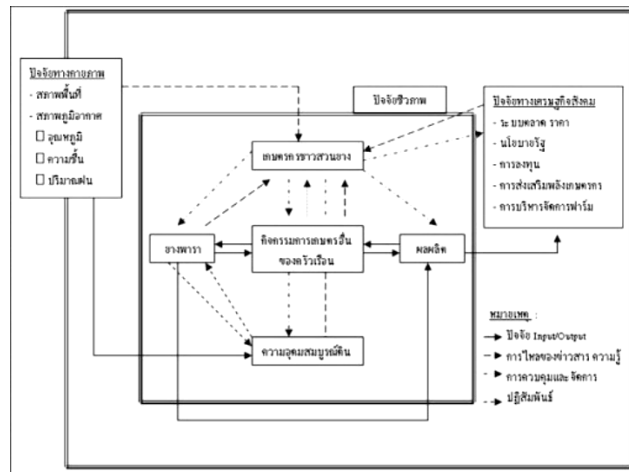 ปัจจัยทางกายภาพ
- สภาพพื้นที่
- สภาพภูมิอากาศ
อุณหภูมิ
ความชื้น
ปริมาณฝน
ปัจจัยชีวภาพ
ปัจจัยทางเศรษฐกิจสังคม
- ระบบตลาด ราคา
- นโยบายรัฐ
- การลงทุน
- การส่งเสริมพลังเกษตรกร
- การบริหารจัดการฟาร์ม
เกษตรกรชาวสวนยาง
ยางพารา
กิจกรรมการเกษตรอื่น
ของครัวเรือน
ผลผลิต
ความอุดมสมบูรณ์ดิน
หมายเหตุ :
ปัจจัย Input/Output
การไหลของข่าวสาร ความรู้
การควบคุมและจัดการ
ปฏิสัมพันธ์